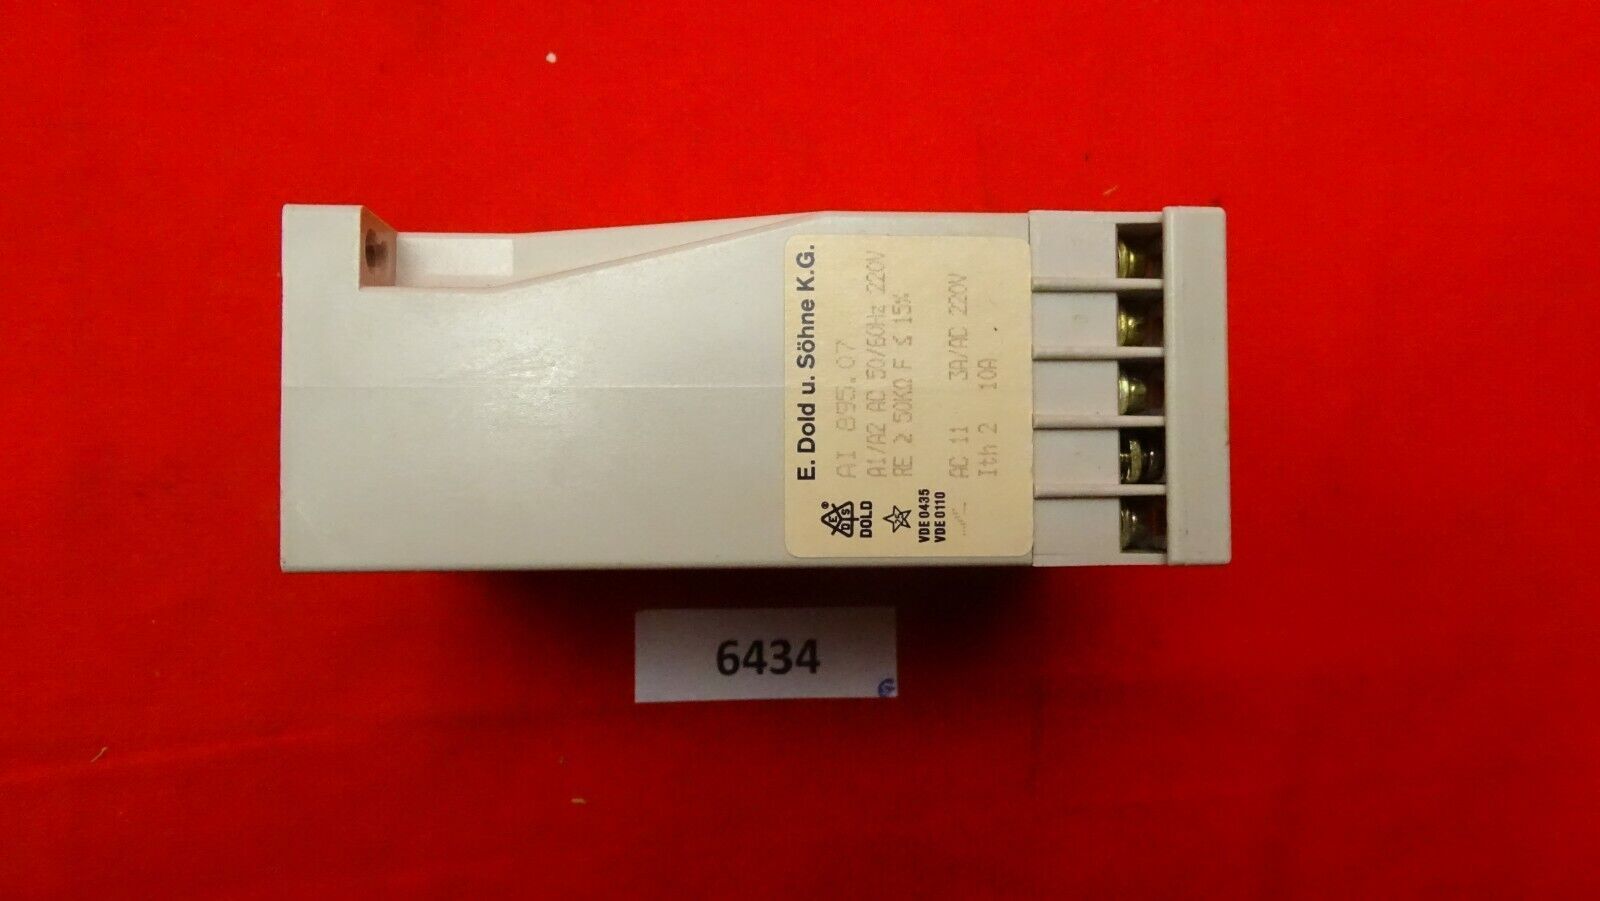 E. Dold u. Söhne K.G.
AI 895.07
A1/A2 AC 50/60Hz 220V
RE ≥ 50KΩ F ≤ 15%
AC 11 3A/AC 220V
Ith 2 10A
E
D S
®
DOLD
VDE 0435
VDE 0110
6434